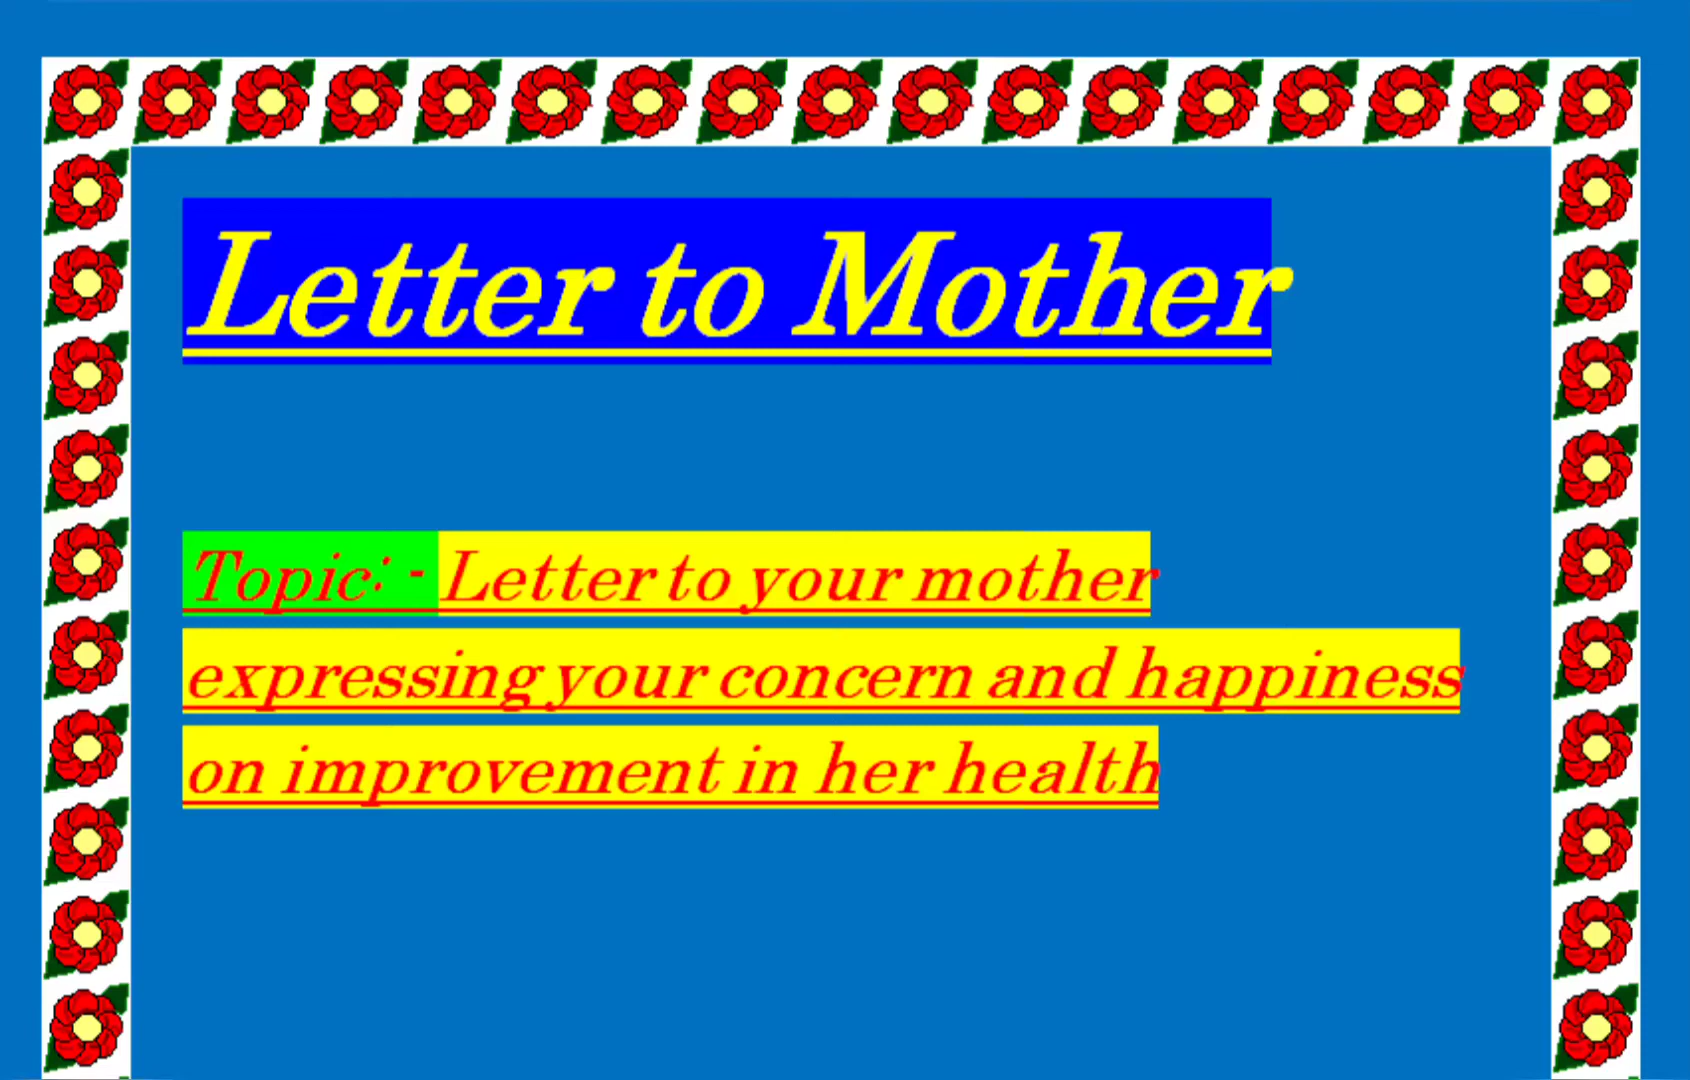 Letter to Mother
Topic: - Letter to your mother
expressing your concern and happiness
on improvement in her health